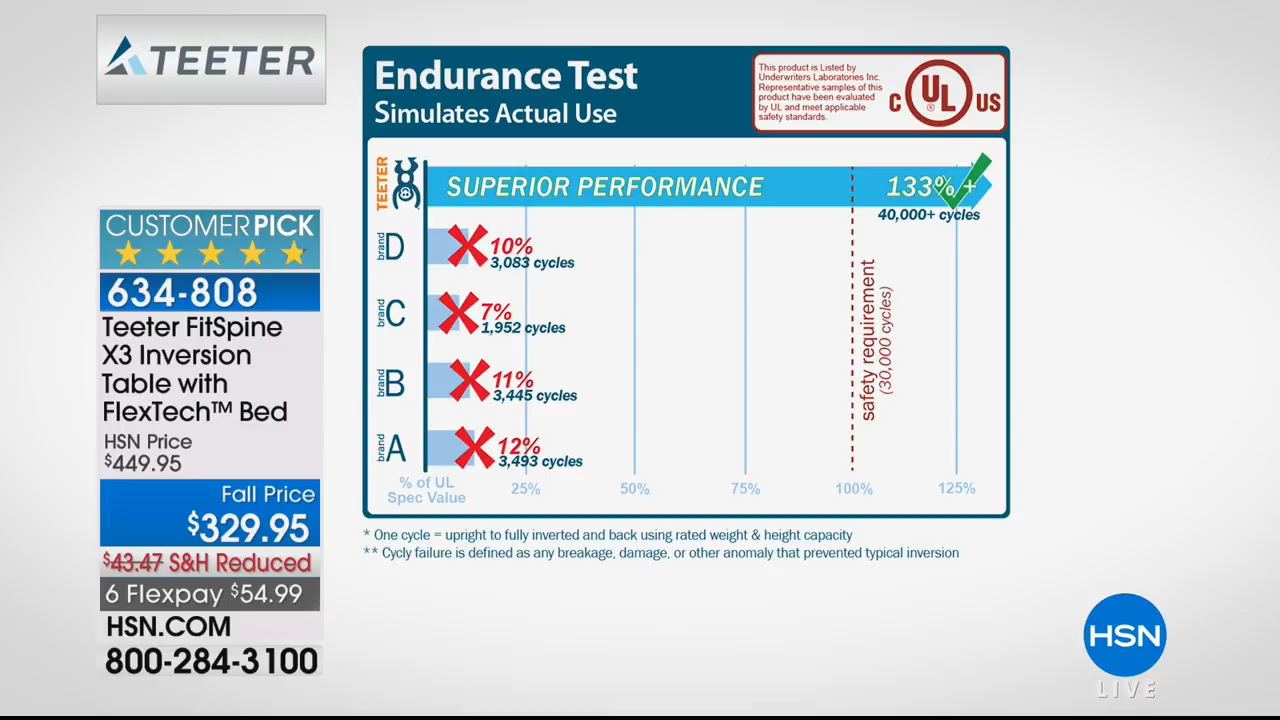 TEETER
CUSTOMER PICK
634-808
Teeter FitSpine
X3 Inversion
Table with
FlexTech™ Bed
HSN Price
$449.95
Fall Price
$329.95
$43.47 S&H Reduced
6 Flexpay $54.99
HSN.COM
800-284-3100
Endurance Test
Simulates Actual Use
This product is Listed by
Underwriters Laboratories Inc.
Representative samples of this
product have been evaluated
by UL and meet applicable
safety standards.
C UL ® US
TEETER
SUPERIOR PERFORMANCE
133%+
40,000+ cycles
brand D
10%
3,083 cycles
brand C
7%
1,952 cycles
brand B
11%
3,445 cycles
brand A
12%
3,493 cycles
safety requirement
(30,000 cycles)
% of UL
Spec Value
25%
50%
75%
100%
125%
* One cycle = upright to fully inverted and back using rated weight & height capacity
** Cycly failure is defined as any breakage, damage, or other anomaly that prevented typical inversion
HSN
LIVE